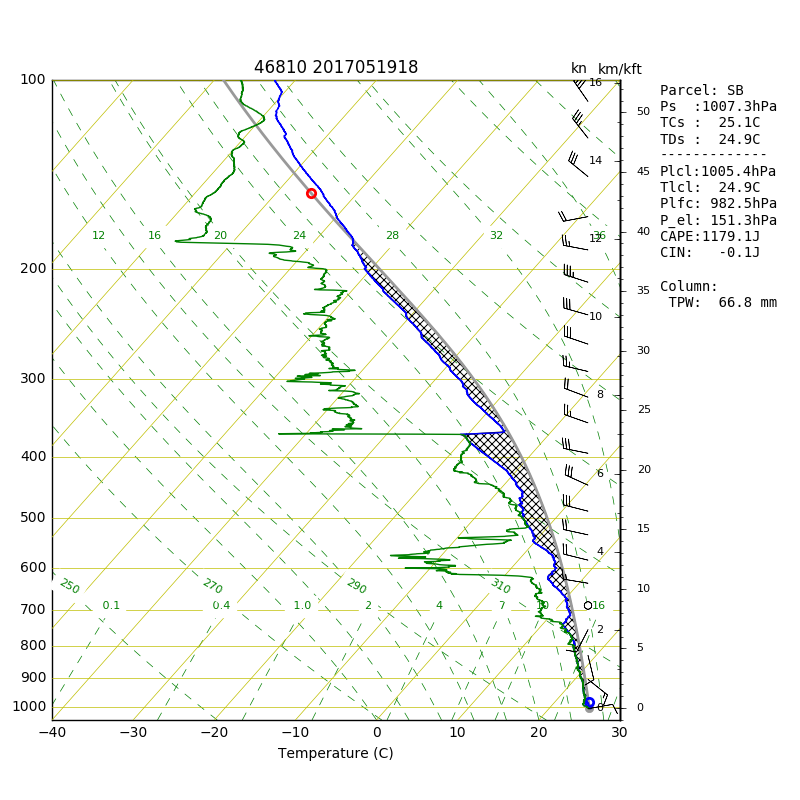 46810 2017051918
kn km/kft
100
200
300
400
500
600
700
800
900
1000
−40 −30 −20 −10 0 10 20 30
Temperature (C)
12 16 20 24 28 32 36
250 270 290 310
0.1 0.4 1.0 2 4 7 10 16
16
14
12
10
8
6
4
2
0
50
45
40
35
30
25
20
15
10
5
0
Parcel: SB
Ps :1007.3hPa
TCs : 25.1C
TDs : 24.9C
-------------
Plcl:1005.4hPa
Tlcl: 24.9C
Plfc: 982.5hPa
P_el: 151.3hPa
CAPE:1179.1J
CIN: -0.1J
Column:
TPW: 66.8 mm